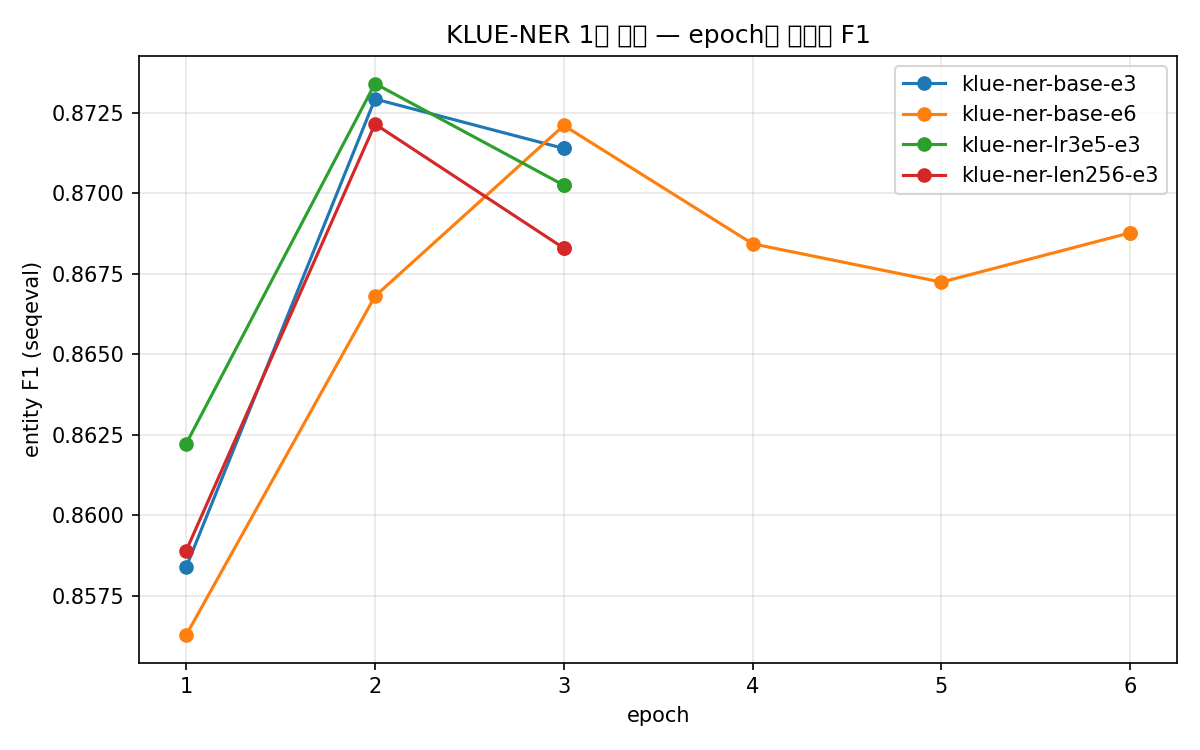 KLUE-NER 1 — epoch F1
klue-ner-base-e3
klue-ner-base-e6
klue-ner-lr3e5-e3
klue-ner-len256-e3
entity F1 (seqeval)
0.8725
0.8700
0.8675
0.8650
0.8625
0.8600
0.8575
1 2 3 4 5 6
epoch